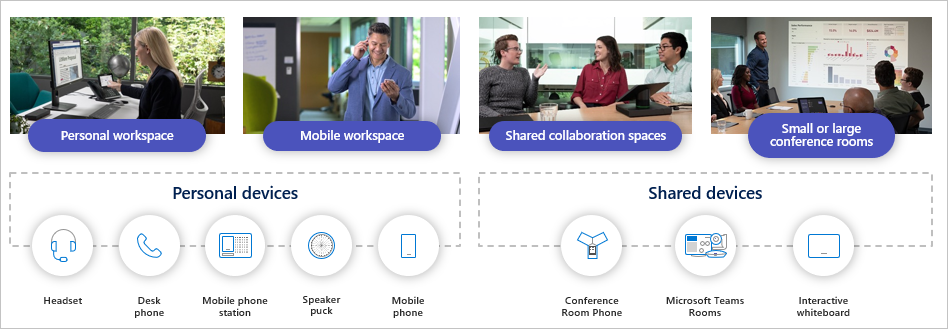 Personal workspace
Mobile workspace
Shared collaboration spaces
Small or large
conference rooms
Personal devices
Shared devices
Headset
Desk
phone
Mobile phone
station
Speaker
puck
Mobile
phone
Conference
Room Phone
Microsoft Teams
Rooms
Interactive
whiteboard